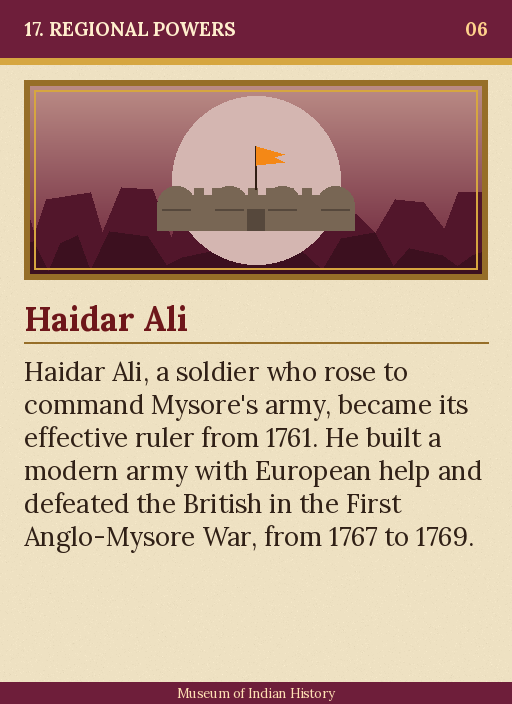 17. REGIONAL POWERS
06
Haidar Ali
Haidar Ali, a soldier who rose to
command Mysore's army, became its
effective ruler from 1761. He built a
modern army with European help and
defeated the British in the First
Anglo-Mysore War, from 1767 to 1769.
Museum of Indian History